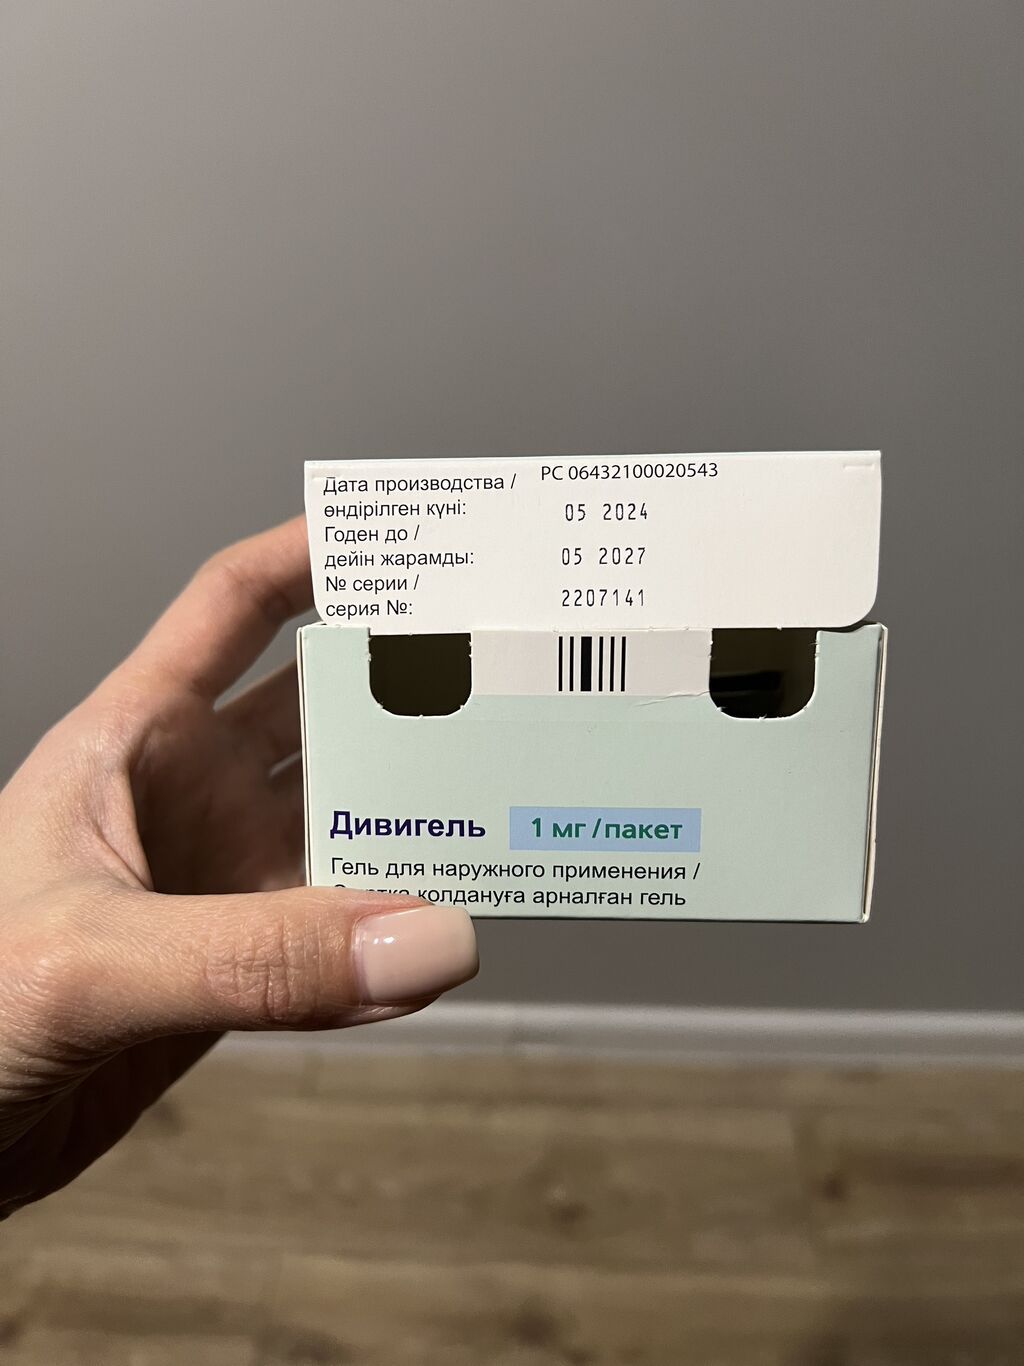 Дата производства / PC 06432100020543
өндірілген күні: 05 2024
Годен до /
дейін жарамды: 05 2027
№ серии /
серия №: 2207141
Дивигель 1 мг/пакет
Гель для наружного применения /
қолдануға арналған гель